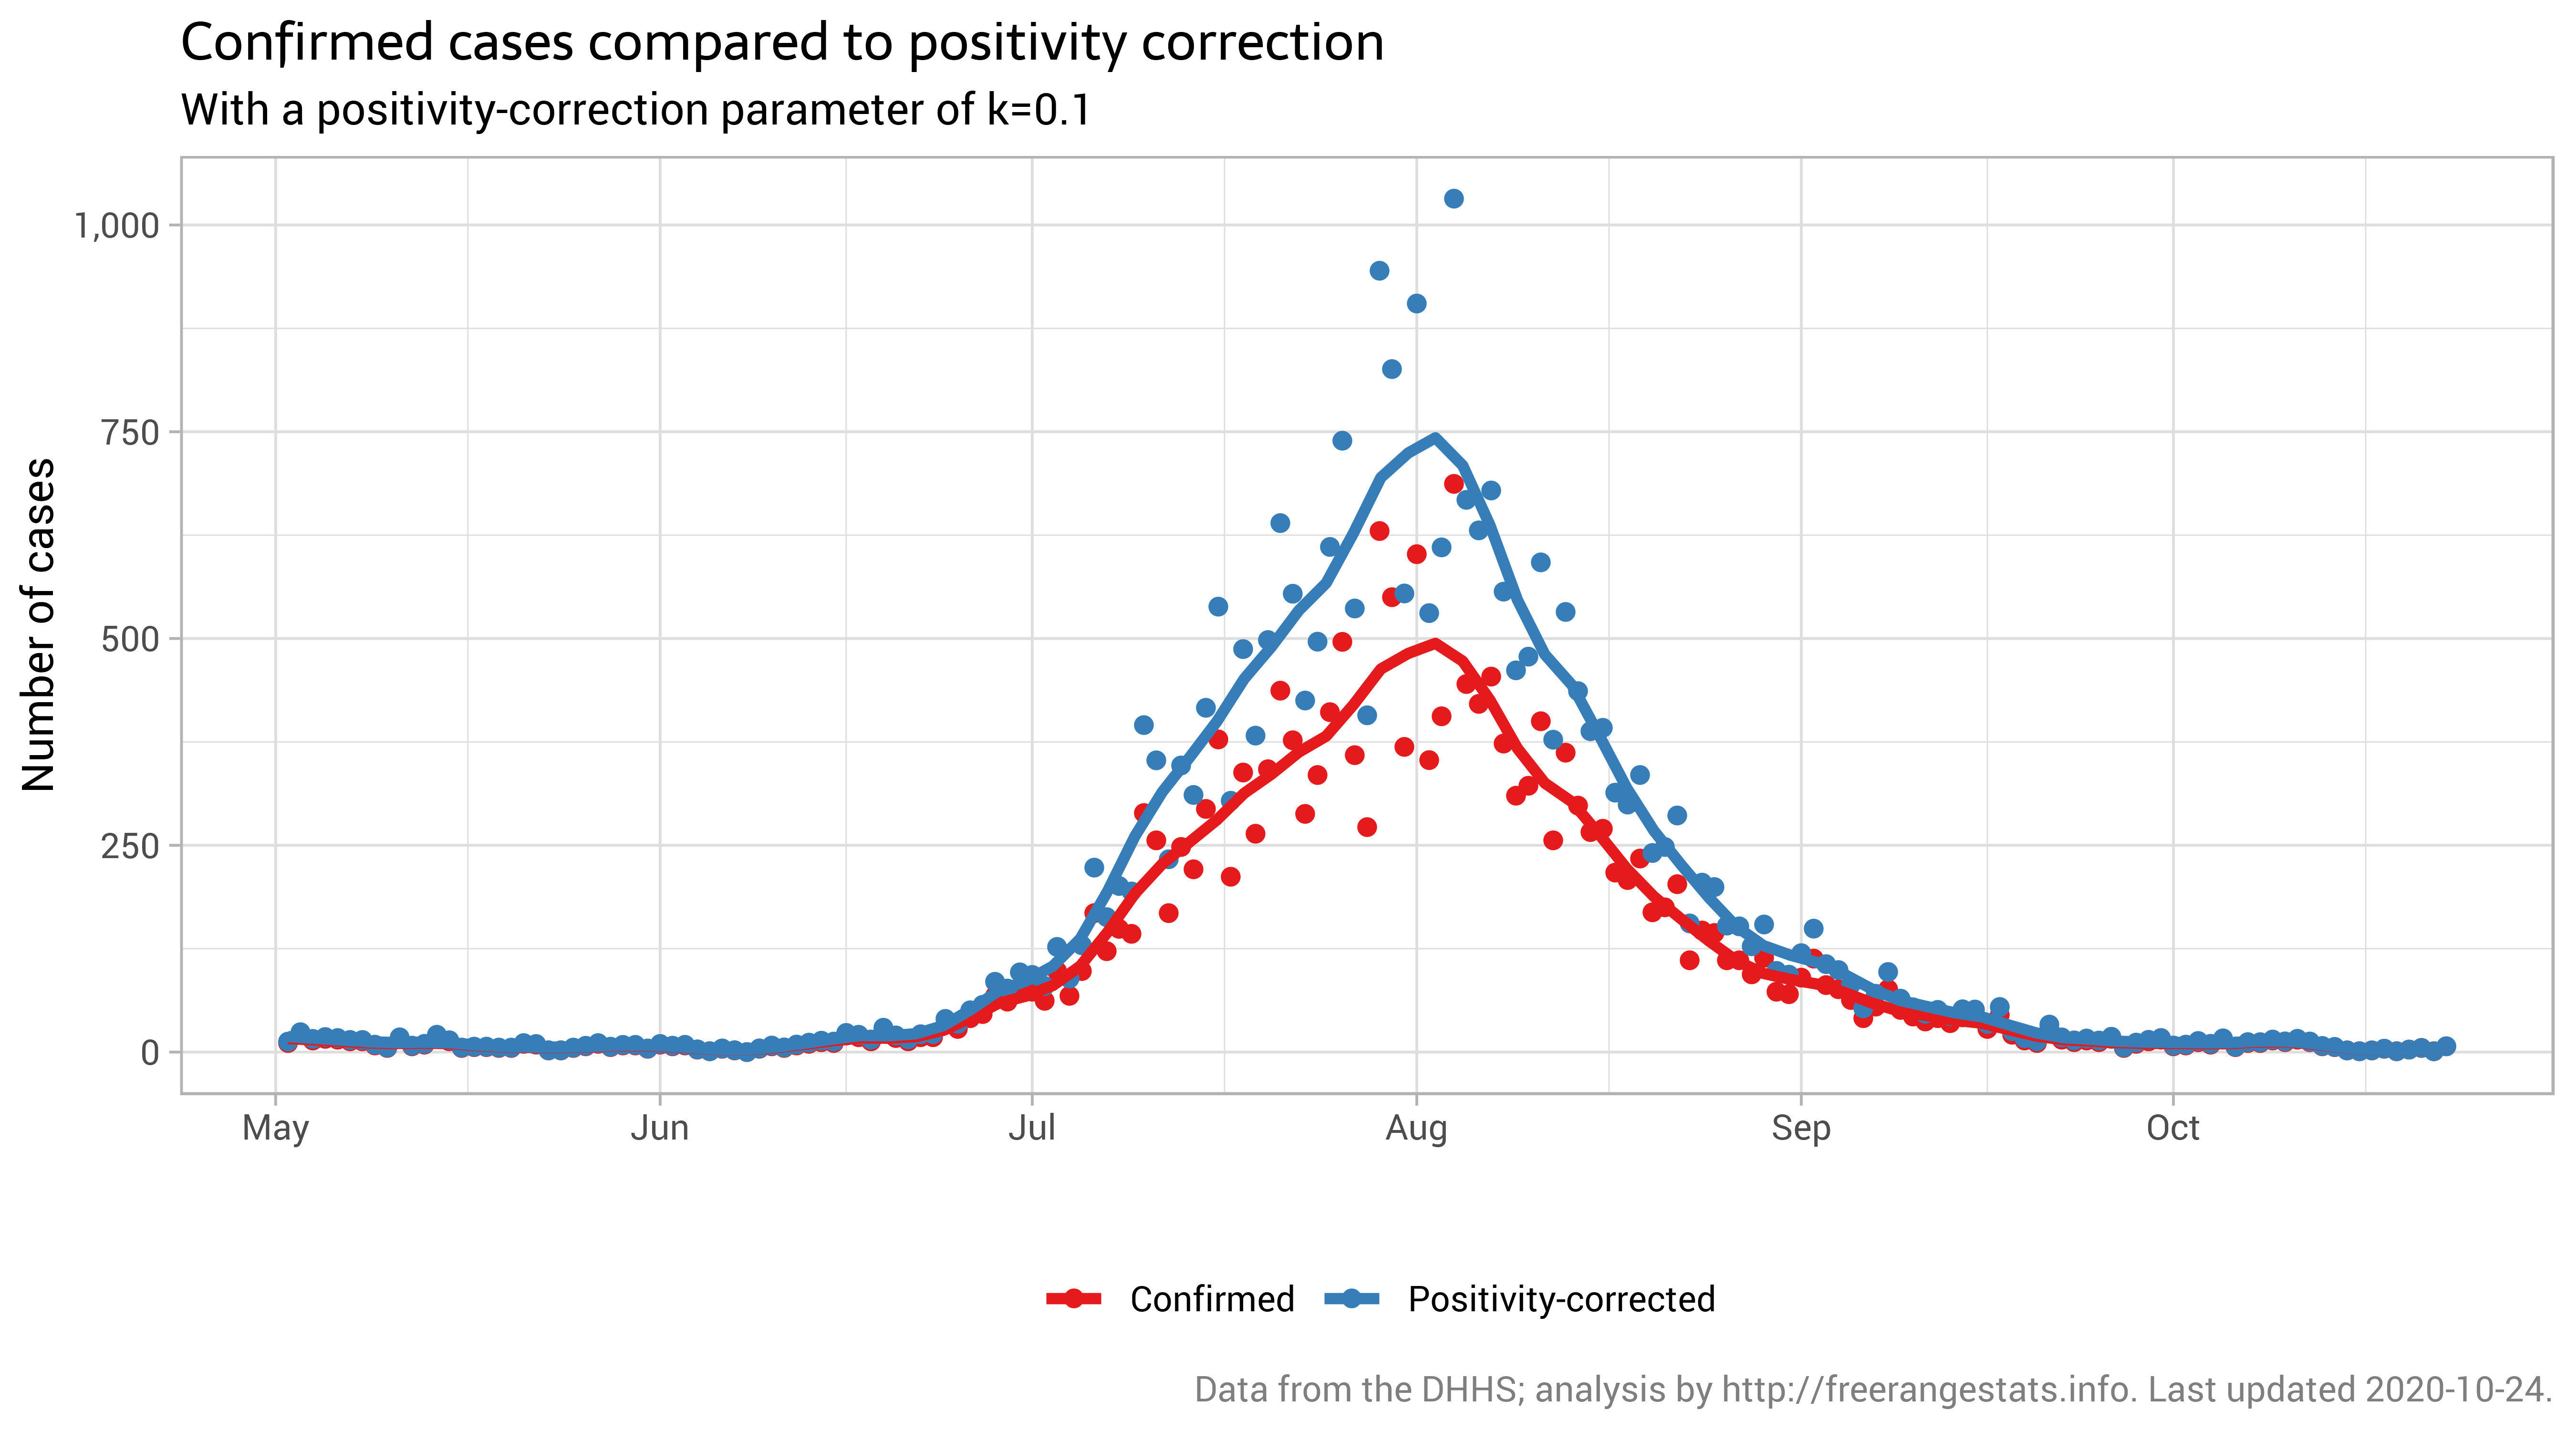 Confirmed cases compared to positivity correction
With a positivity-correction parameter of k=0.1
Number of cases
1,000
750
500
250
0
May Jun Jul Aug Sep Oct
Confirmed Positivity-corrected
Data from the DHHS; analysis by http://freerangestats.info. Last updated 2020-10-24.